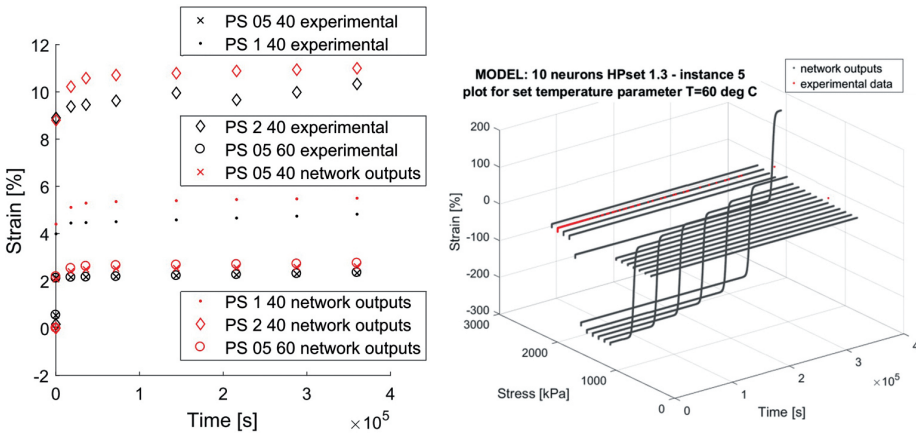 PS 05 40 experimental
PS 1 40 experimental
12
10
8
6
4
2
0
-2
PS 2 40 experimental
PS 05 60 experimental
PS 05 40 network outputs
PS 1 40 network outputs
PS 2 40 network outputs
PS 05 60 network outputs
Strain [%]
0
1
2
3
4
Time [s]
×10⁵
MODEL: 10 neurons HPset 1.3 - instance 5
plot for set temperature parameter T=60 deg C
network outputs
experimental data
200
100
0
-100
-200
-300
Strain [%]
3000
2000
1000
0
Stress [kPa]
0
1
2
3
4
×10⁵
Time [s]